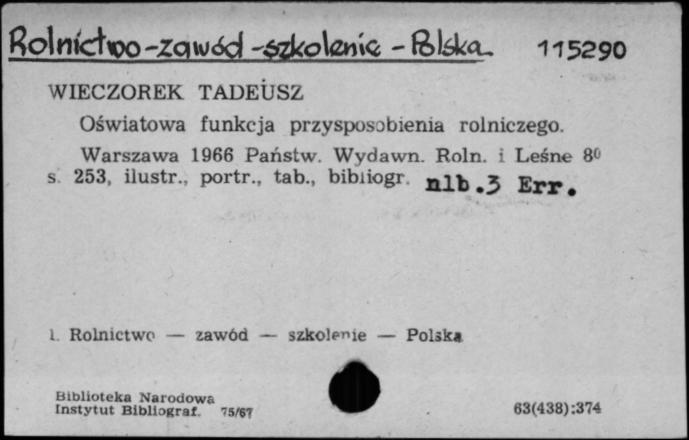 Rolnictwo-zawód-szkolenie-Polska 115290
WIECZOREK TADEUSZ
Oświatowa funkcja przysposobienia rolniczego.
Warszawa 1966 Państw. Wydawn. Roln. i Leśne 8⁰
s. 253, ilustr., portr., tab., bibliogr. nlb.3 Err.
1. Rolnictwo — zawód — szkolenie — Polska
Biblioteka Narodowa
Instytut Bibliograf. 75/67 63(438):374